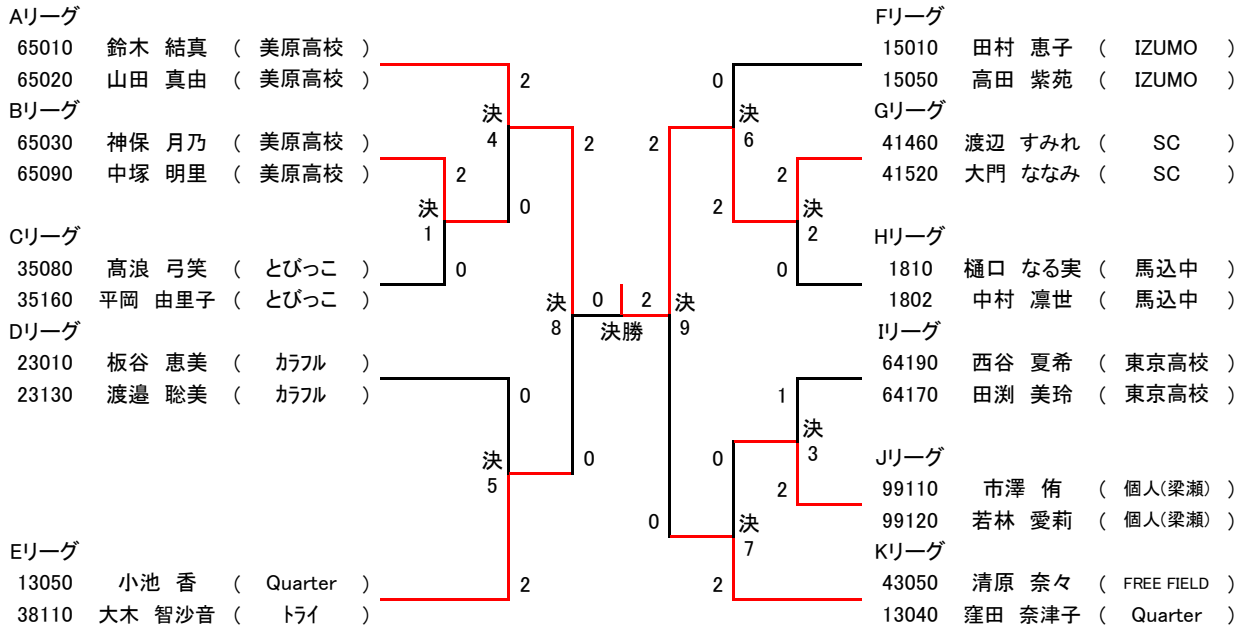 Aリーグ
65010 鈴木 結真 ( 美原高校 )
65020 山田 真由 ( 美原高校 )
Bリーグ
65030 神保 月乃 ( 美原高校 )
65090 中塚 明里 ( 美原高校 )
Cリーグ
35080 髙浪 弓笑 ( とびっこ )
35160 平岡 由里子 ( とびっこ )
Dリーグ
23010 板谷 恵美 ( ｶﾗﾌﾙ )
23130 渡邉 聡美 ( ｶﾗﾌﾙ )
Eリーグ
13050 小池 香 ( Quarter )
38110 大木 智沙音 ( ﾄﾗｲ )
2
決
4
2
2
決
1
0
0
決
8
0
決
5
0
2
0 2
決勝
Fリーグ
15010 田村 恵子 ( IZUMO )
15050 高田 紫苑 ( IZUMO )
Gリーグ
41460 渡辺 すみれ ( SC )
41520 大門 ななみ ( SC )
Hリーグ
1810 樋口 なる実 ( 馬込中 )
1802 中村 凛世 ( 馬込中 )
Iリーグ
64190 西谷 夏希 ( 東京高校 )
64170 田渕 美玲 ( 東京高校 )
Jリーグ
99110 市澤 侑 ( 個人(梁瀬) )
99120 若林 愛莉 ( 個人(梁瀬) )
Kリーグ
43050 清原 奈々 ( FREE FIELD )
13040 窪田 奈津子 ( Quarter )
0
決
6
2
2
2
決
2
0
決
9
1
決
3
0
2
0
決
7
2